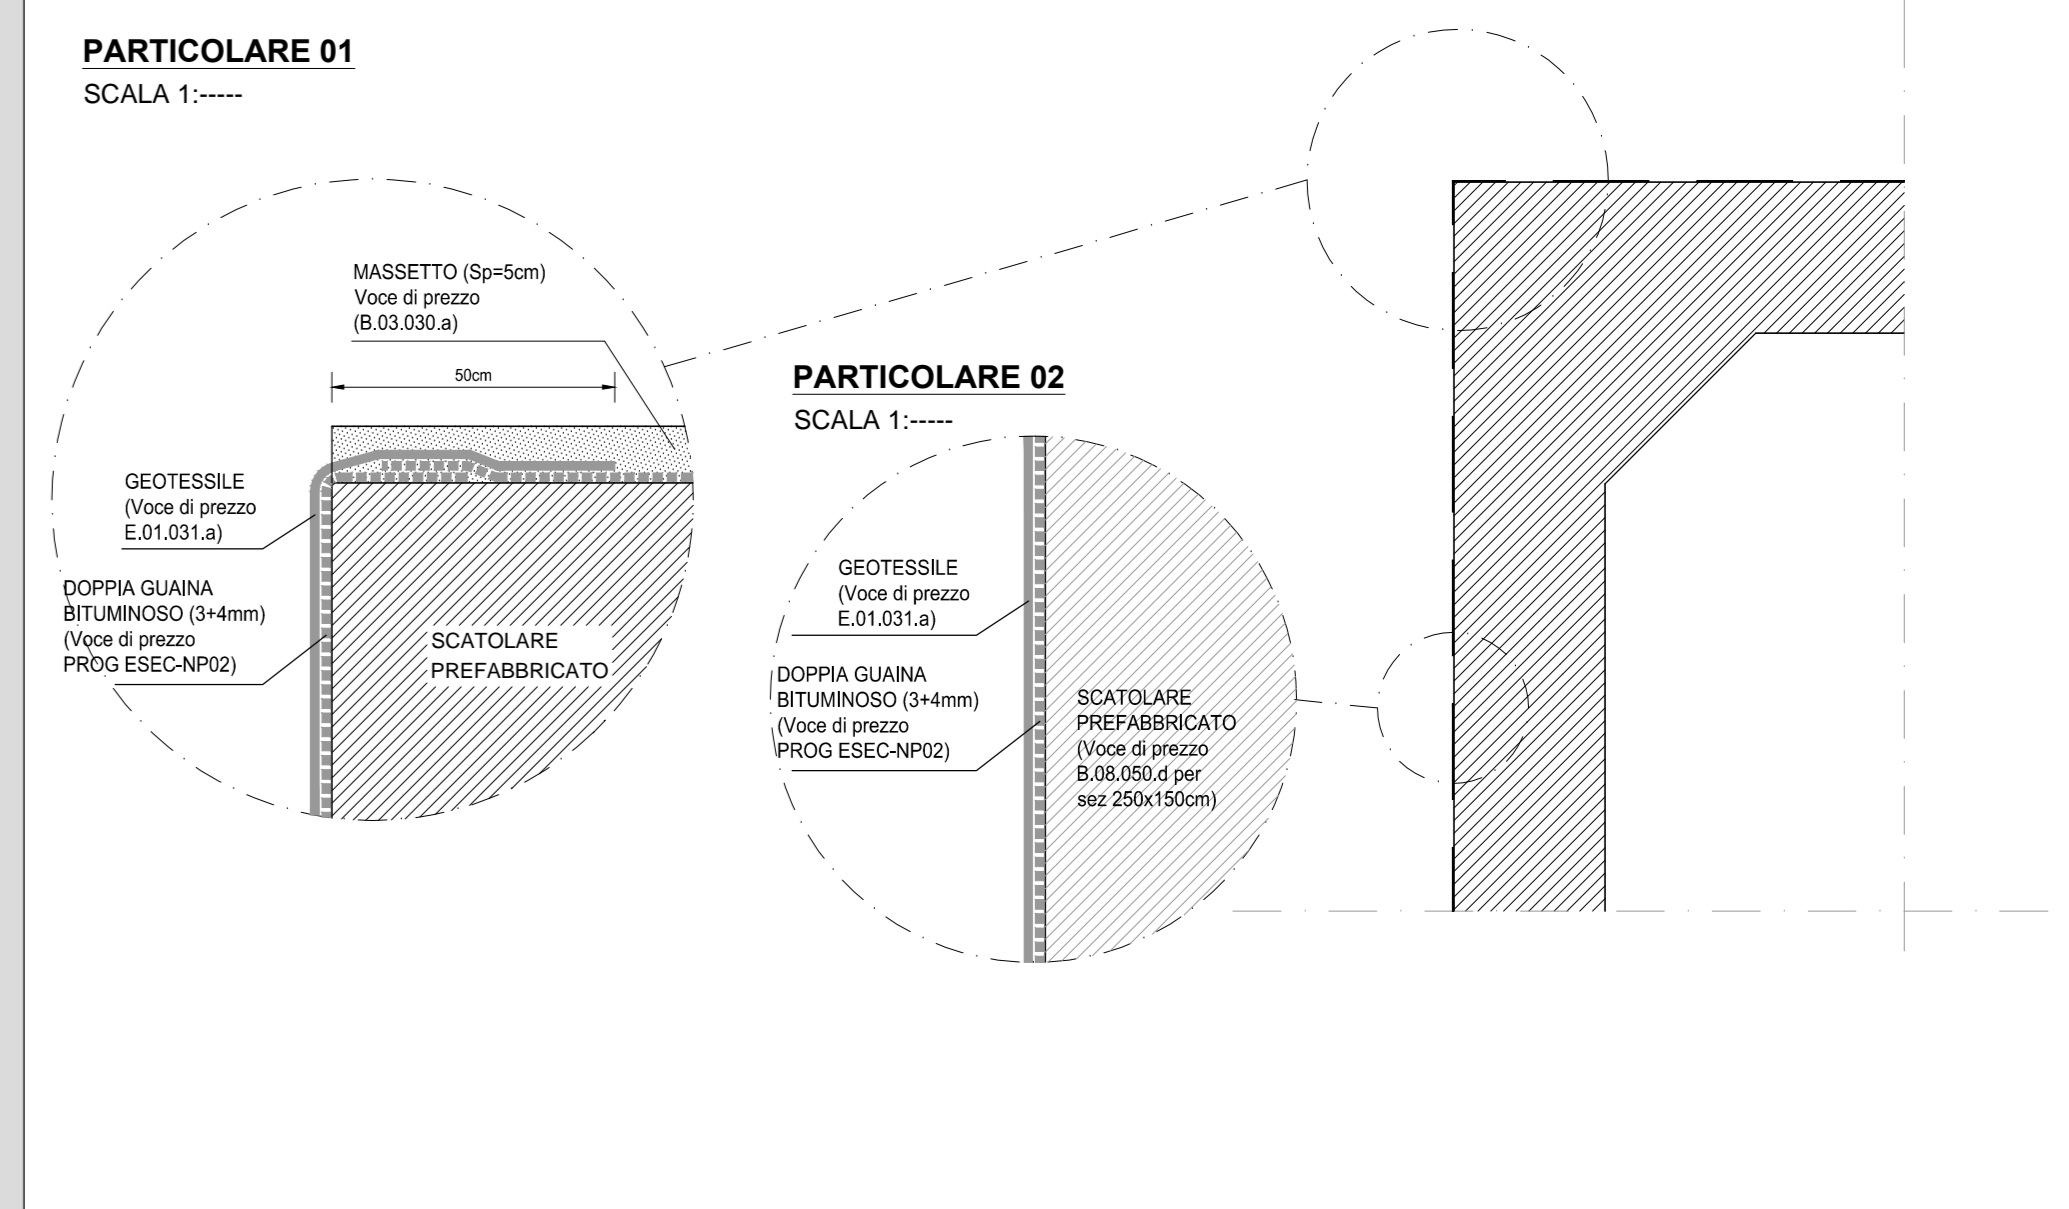 PARTICOLARE 01
SCALA 1:-----
MASSETTO (Sp=5cm)
Voce di prezzo
(B.03.030.a)
50cm
GEOTESSILE
(Voce di prezzo
E.01.031.a)
DOPPIA GUAINA
BITUMINOSO (3+4mm)
(Voce di prezzo
PROG ESEC-NP02)
SCATOLARE
PREFABBRICATO
PARTICOLARE 02
SCALA 1:-----
GEOTESSILE
(Voce di prezzo
E.01.031.a)
DOPPIA GUAINA
BITUMINOSO (3+4mm)
(Voce di prezzo
PROG ESEC-NP02)
SCATOLARE
PREFABBRICATO
(Voce di prezzo
B.08.050.d per
sez 250x150cm)